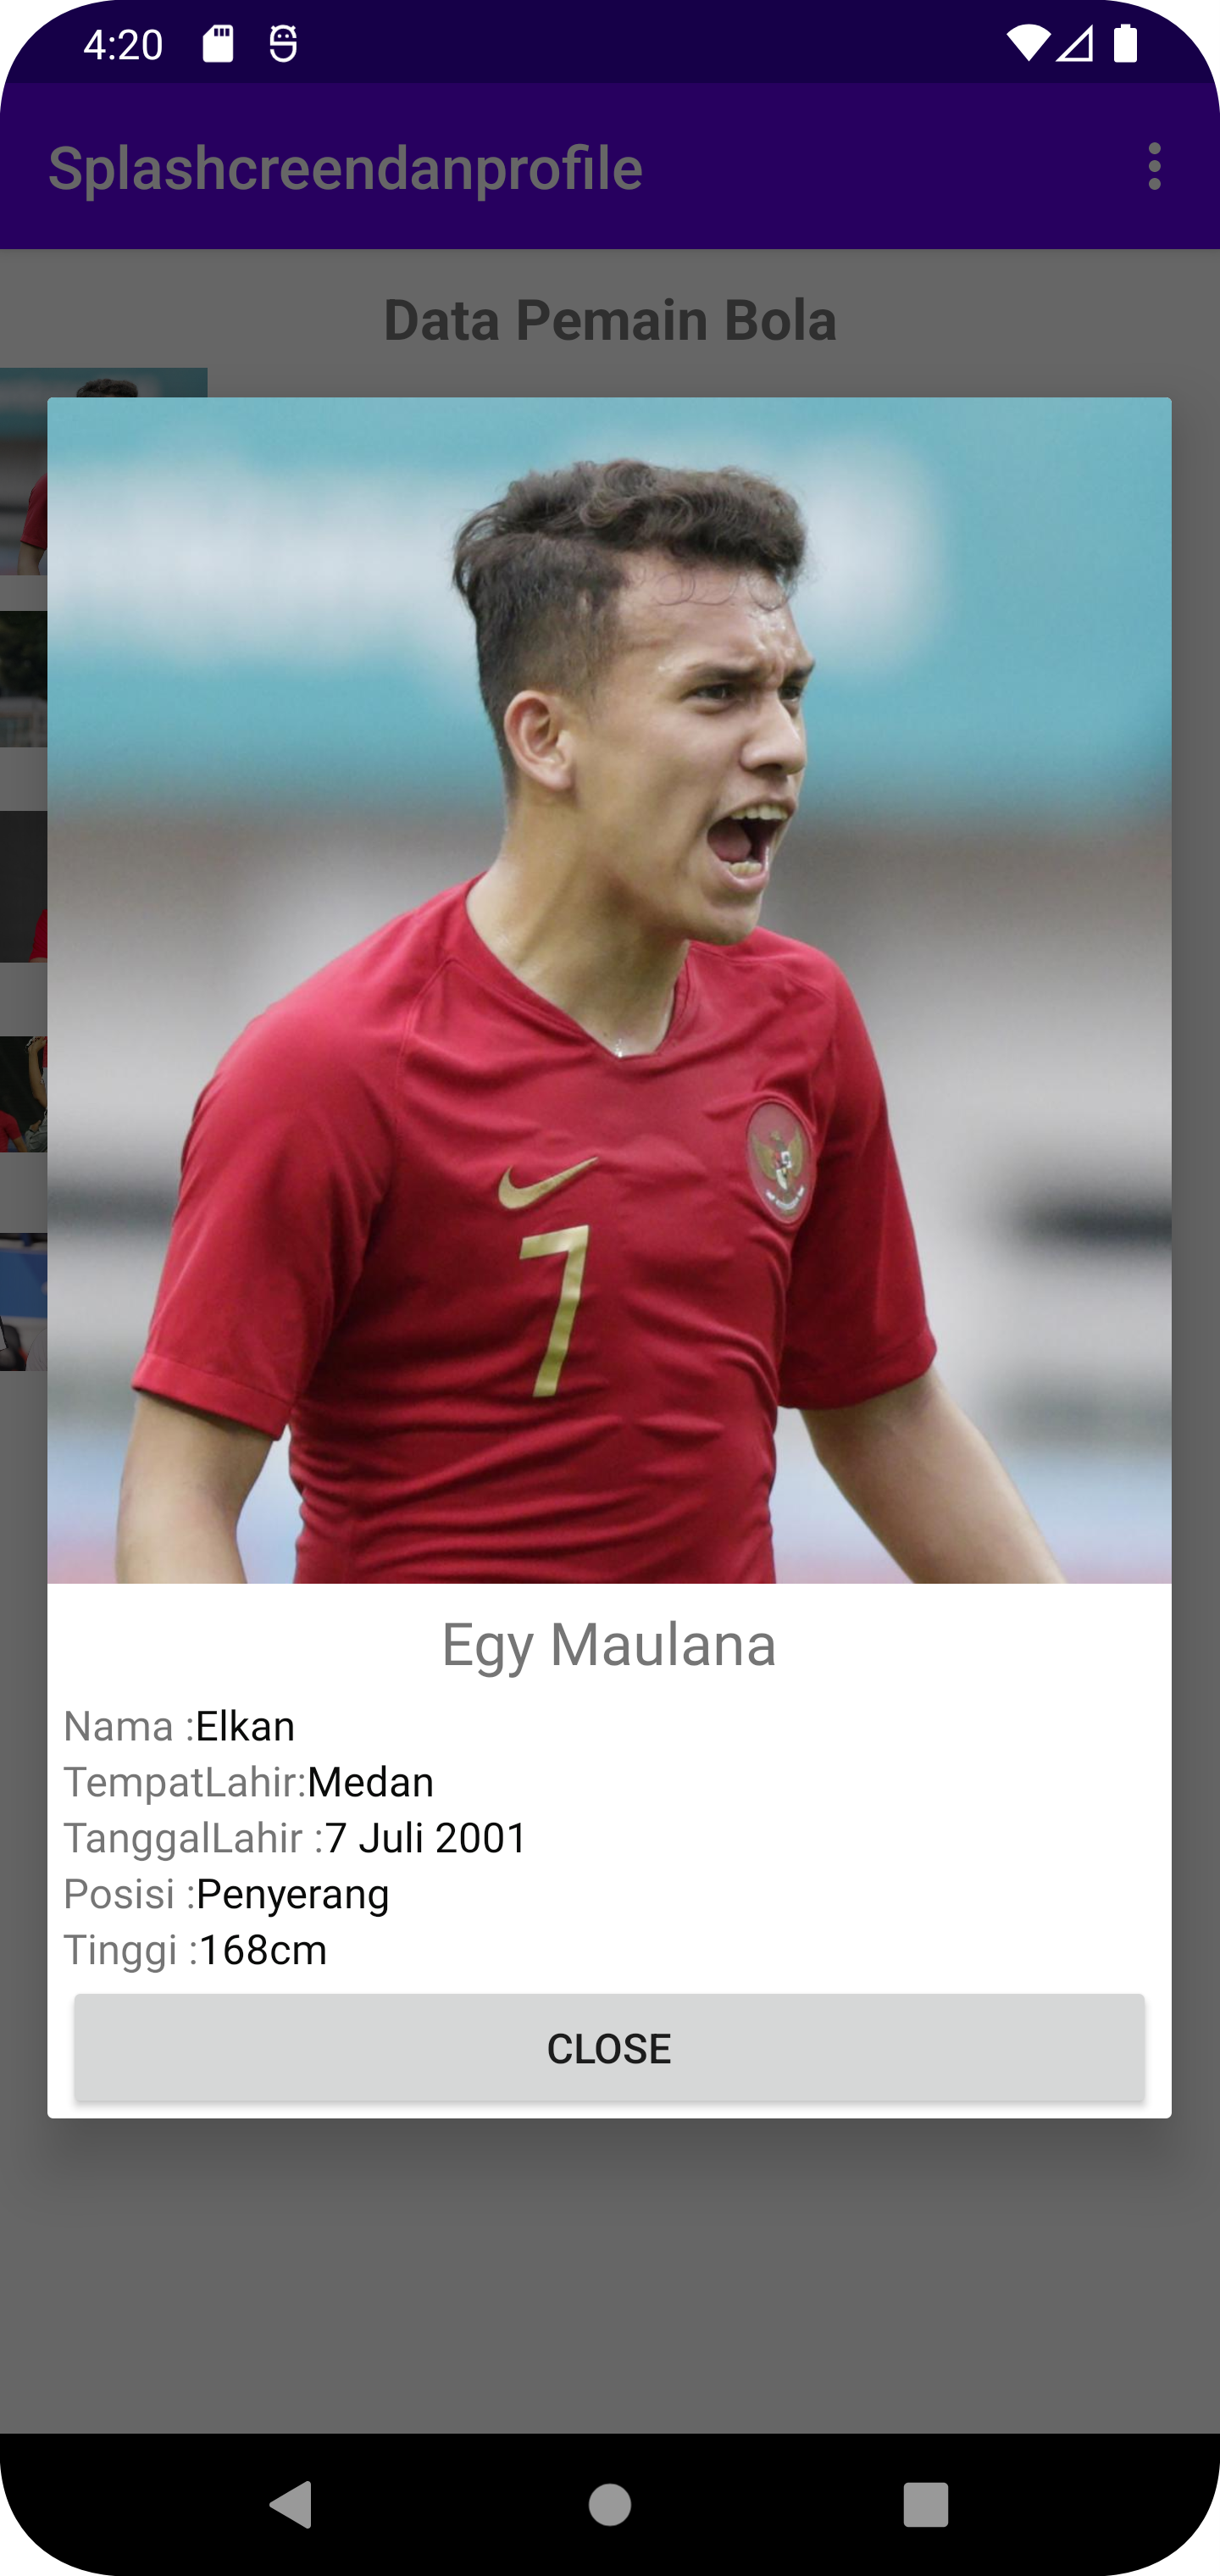 4:20
Splashcreendanprofile
Data Pemain Bola
7
Egy Maulana
Nama :Elkan
TempatLahir:Medan
TanggalLahir :7 Juli 2001
Posisi :Penyerang
Tinggi :168cm
CLOSE